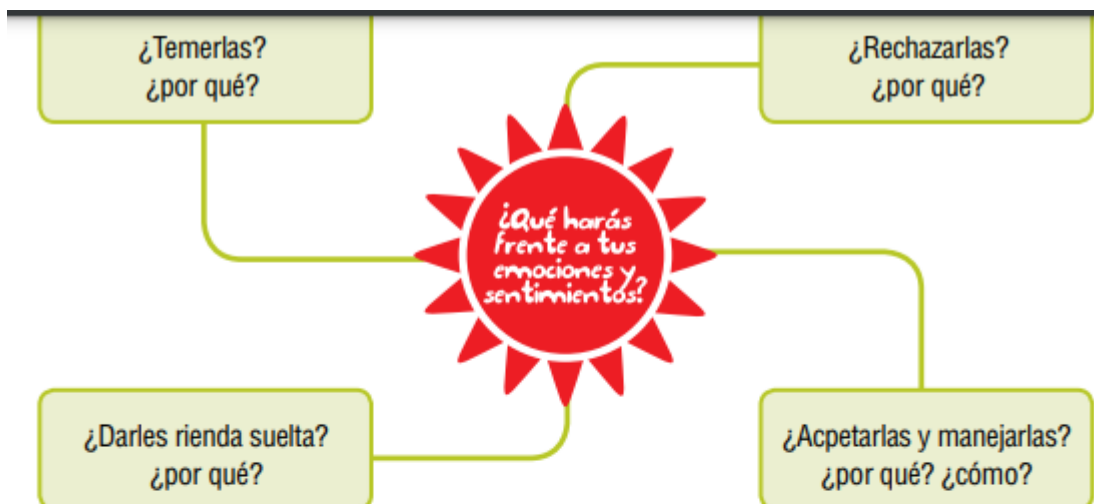 ¿Temerlas?
¿por qué?
¿Rechazarlas?
¿por qué?
¿Qué harás
frente a tus
emociones y
sentimientos?
¿Darles rienda suelta?
¿por qué?
¿Acpetarlas y manejarlas?
¿por qué? ¿cómo?